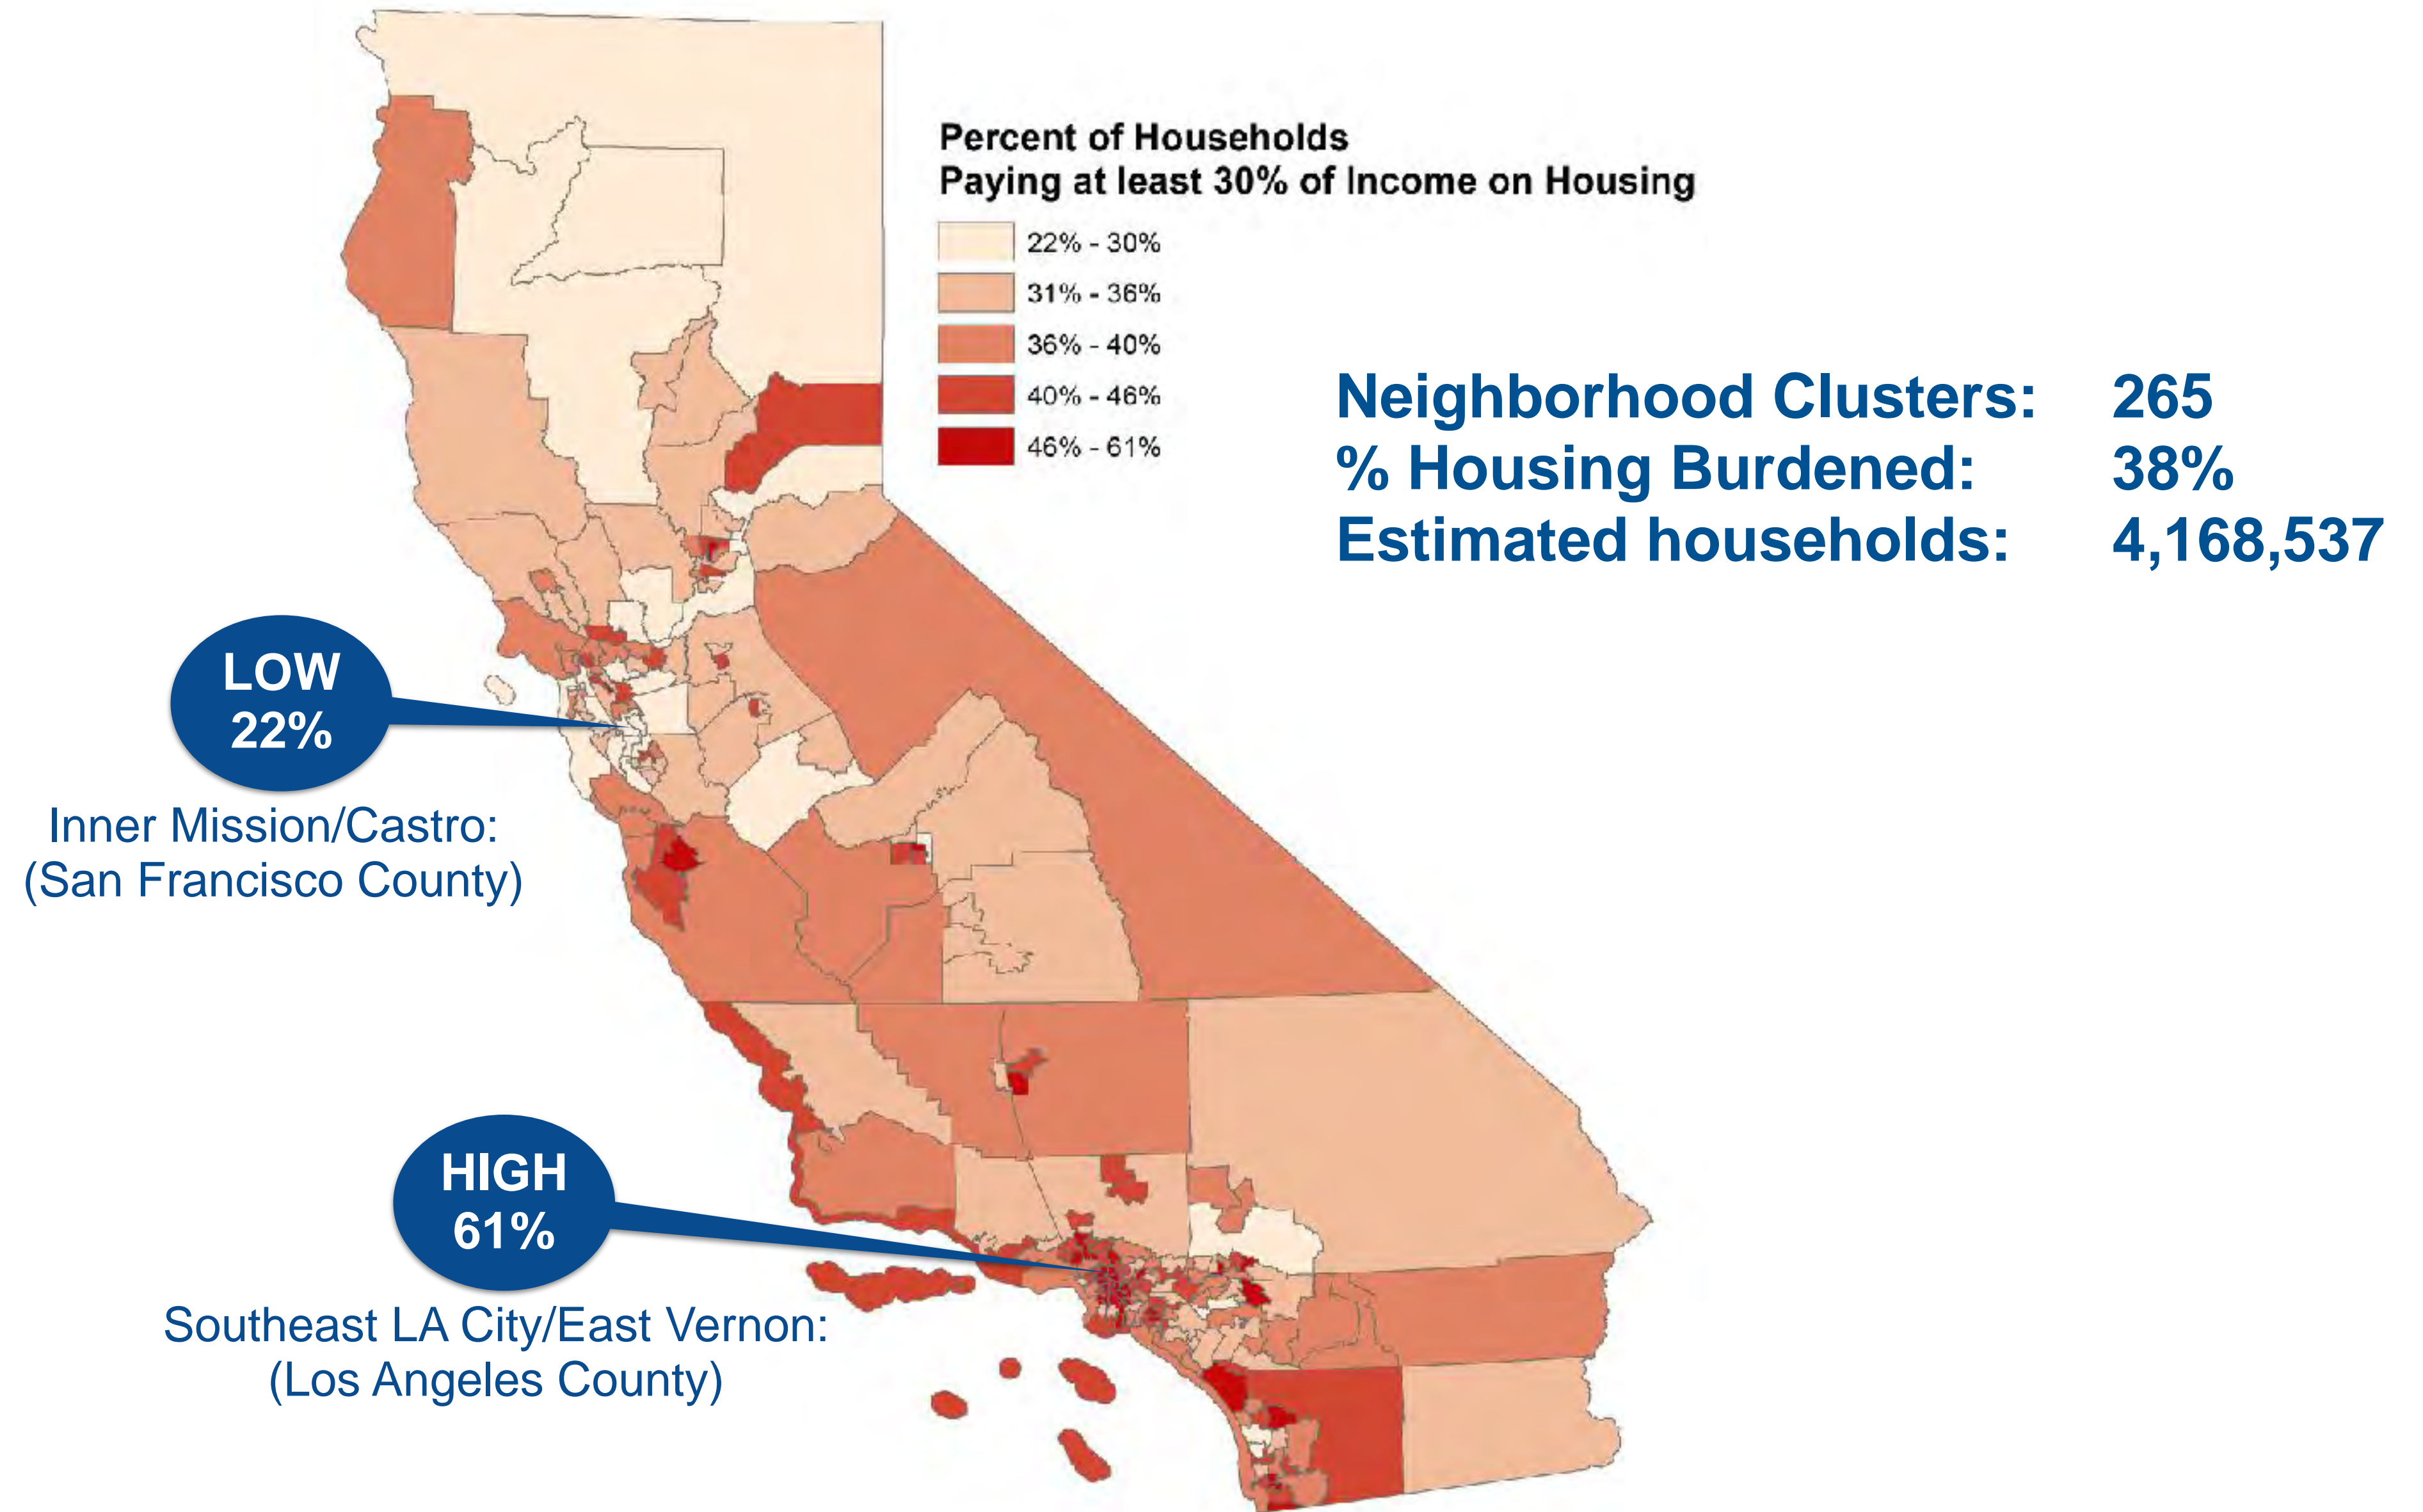 Percent of Households
Paying at least 30% of Income on Housing
22% - 30%
31% - 36%
36% - 40%
40% - 46%
46% - 61%
Neighborhood Clusters: 265
% Housing Burdened: 38%
Estimated households: 4,168,537
LOW
22%
Inner Mission/Castro:
(San Francisco County)
HIGH
61%
Southeast LA City/East Vernon:
(Los Angeles County)